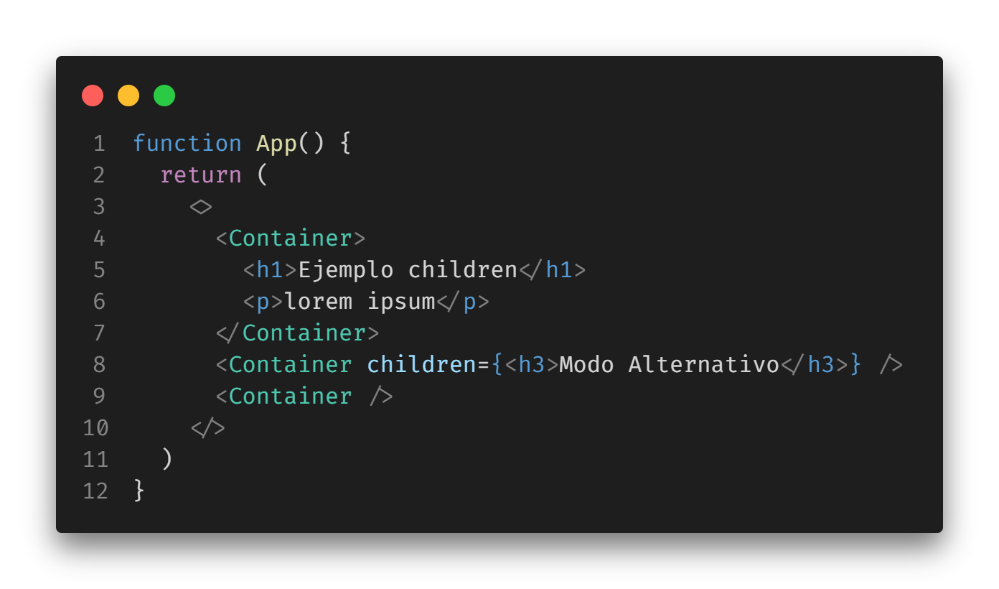 1 function App() {
2   return (
3     <>
4       <Container>
5         <h1>Ejemplo children</h1>
6         <p>lorem ipsum</p>
7       </Container>
8       <Container children={<h3>Modo Alternativo</h3>} />
9       <Container />
10     </>
11   )
12 }